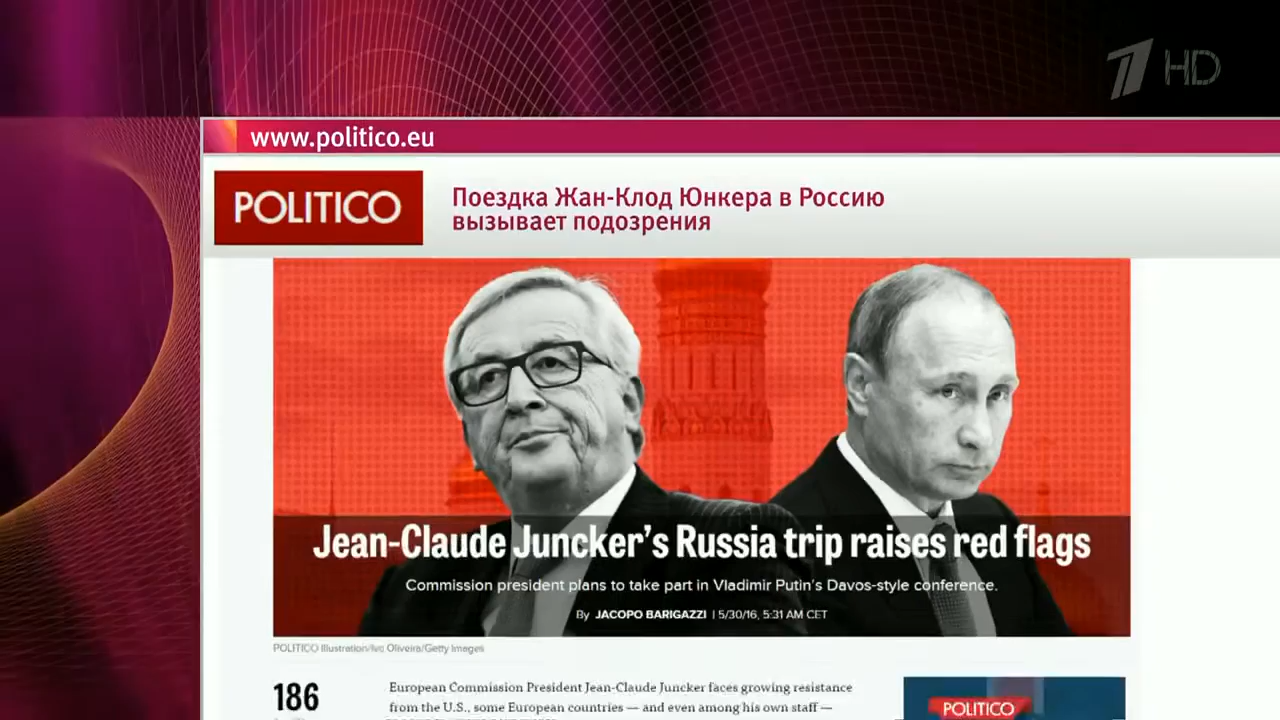 1 HD
www.politico.eu
POLITICO
Поездка Жан-Клод Юнкера в Россию
вызывает подозрения
Jean-Claude Juncker’s Russia trip raises red flags
Commission president plans to take part in Vladimir Putin's Davos-style conference.
By JACOPO BARIGAZZI | 5/30/16, 5:31 AM CET
POLITICO Illustration/Ivo Oliveira/Getty Images
186
European Commission President Jean-Claude Juncker faces growing resistance
from the U.S., some European countries — and even among his own staff —
POLITICO